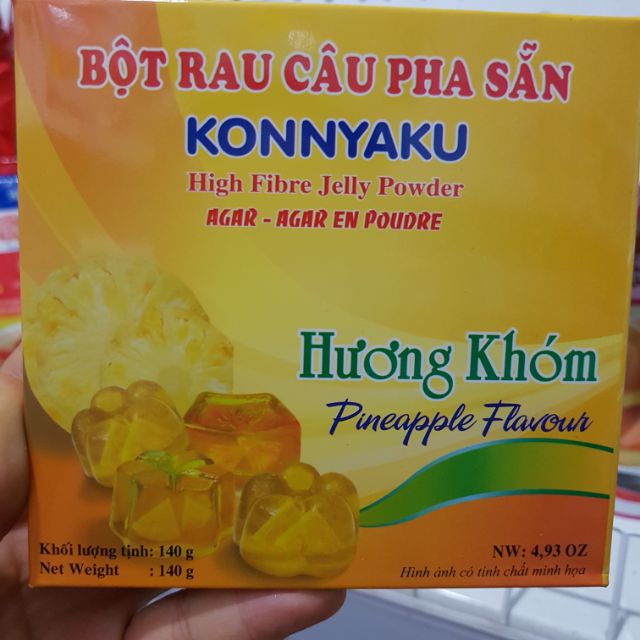 BỘT RAU CÂU PHA SẴN
KONNYAKU
High Fibre Jelly Powder
AGAR - AGAR EN POUDRE
Hương Khóm
Pineapple Flavour
Khối lượng tịnh: 140 g
Net Weight : 140 g
NW: 4,93 OZ
Hình ảnh có tính chất minh họa